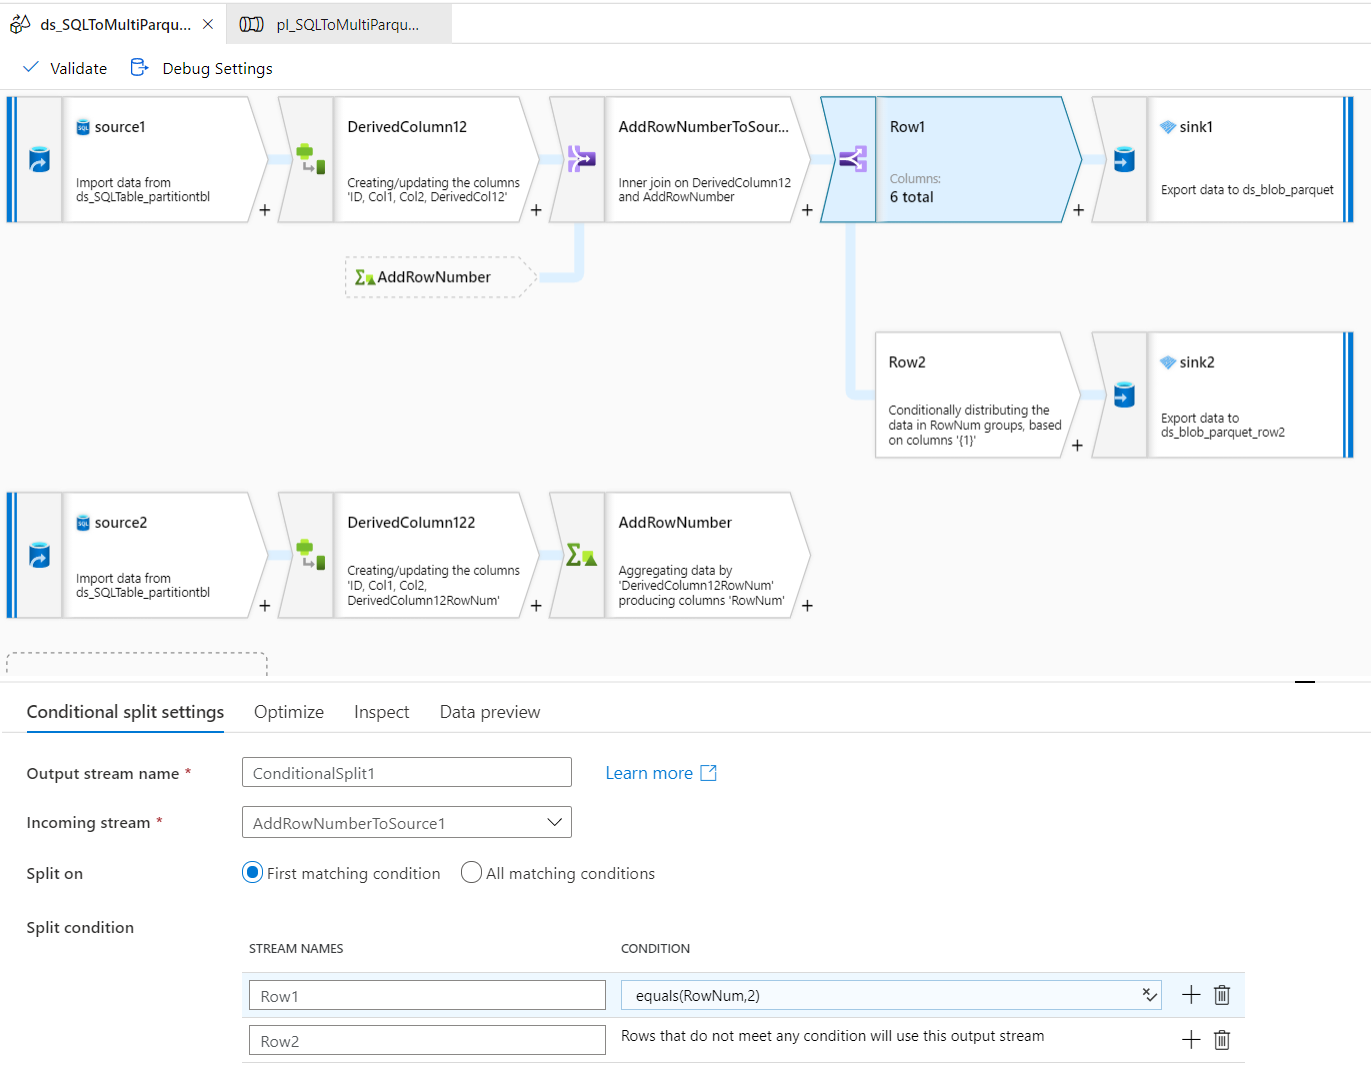 ds_SQLToMultiParqu...
pl_SQLToMultiParqu...
Validate
Debug Settings
source1
Import data from
ds_SQLTable_partitiontbl
DerivedColumn12
Creating/updating the columns
'ID, Col1, Col2, DerivedCol12'
AddRowNumberToSour...
Inner join on DerivedColumn12
and AddRowNumber
Row1
Columns:
6 total
sink1
Export data to ds_blob_parquet
AddRowNumber
Row2
Conditionally distributing the
data in RowNum groups, based
on columns '{1}'
sink2
Export data to
ds_blob_parquet_row2
source2
Import data from
ds_SQLTable_partitiontbl
DerivedColumn122
Creating/updating the columns
'ID, Col1, Col2,
DerivedColumn12RowNum'
AddRowNumber
Aggregating data by
'DerivedColumn12RowNum'
producing columns 'RowNum'
Conditional split settings
Optimize
Inspect
Data preview
Output stream name *
ConditionalSplit1
Learn more
Incoming stream *
AddRowNumberToSource1
Split on
First matching condition
All matching conditions
Split condition
STREAM NAMES
CONDITION
Row1
equals(RowNum,2)
Row2
Rows that do not meet any condition will use this output stream